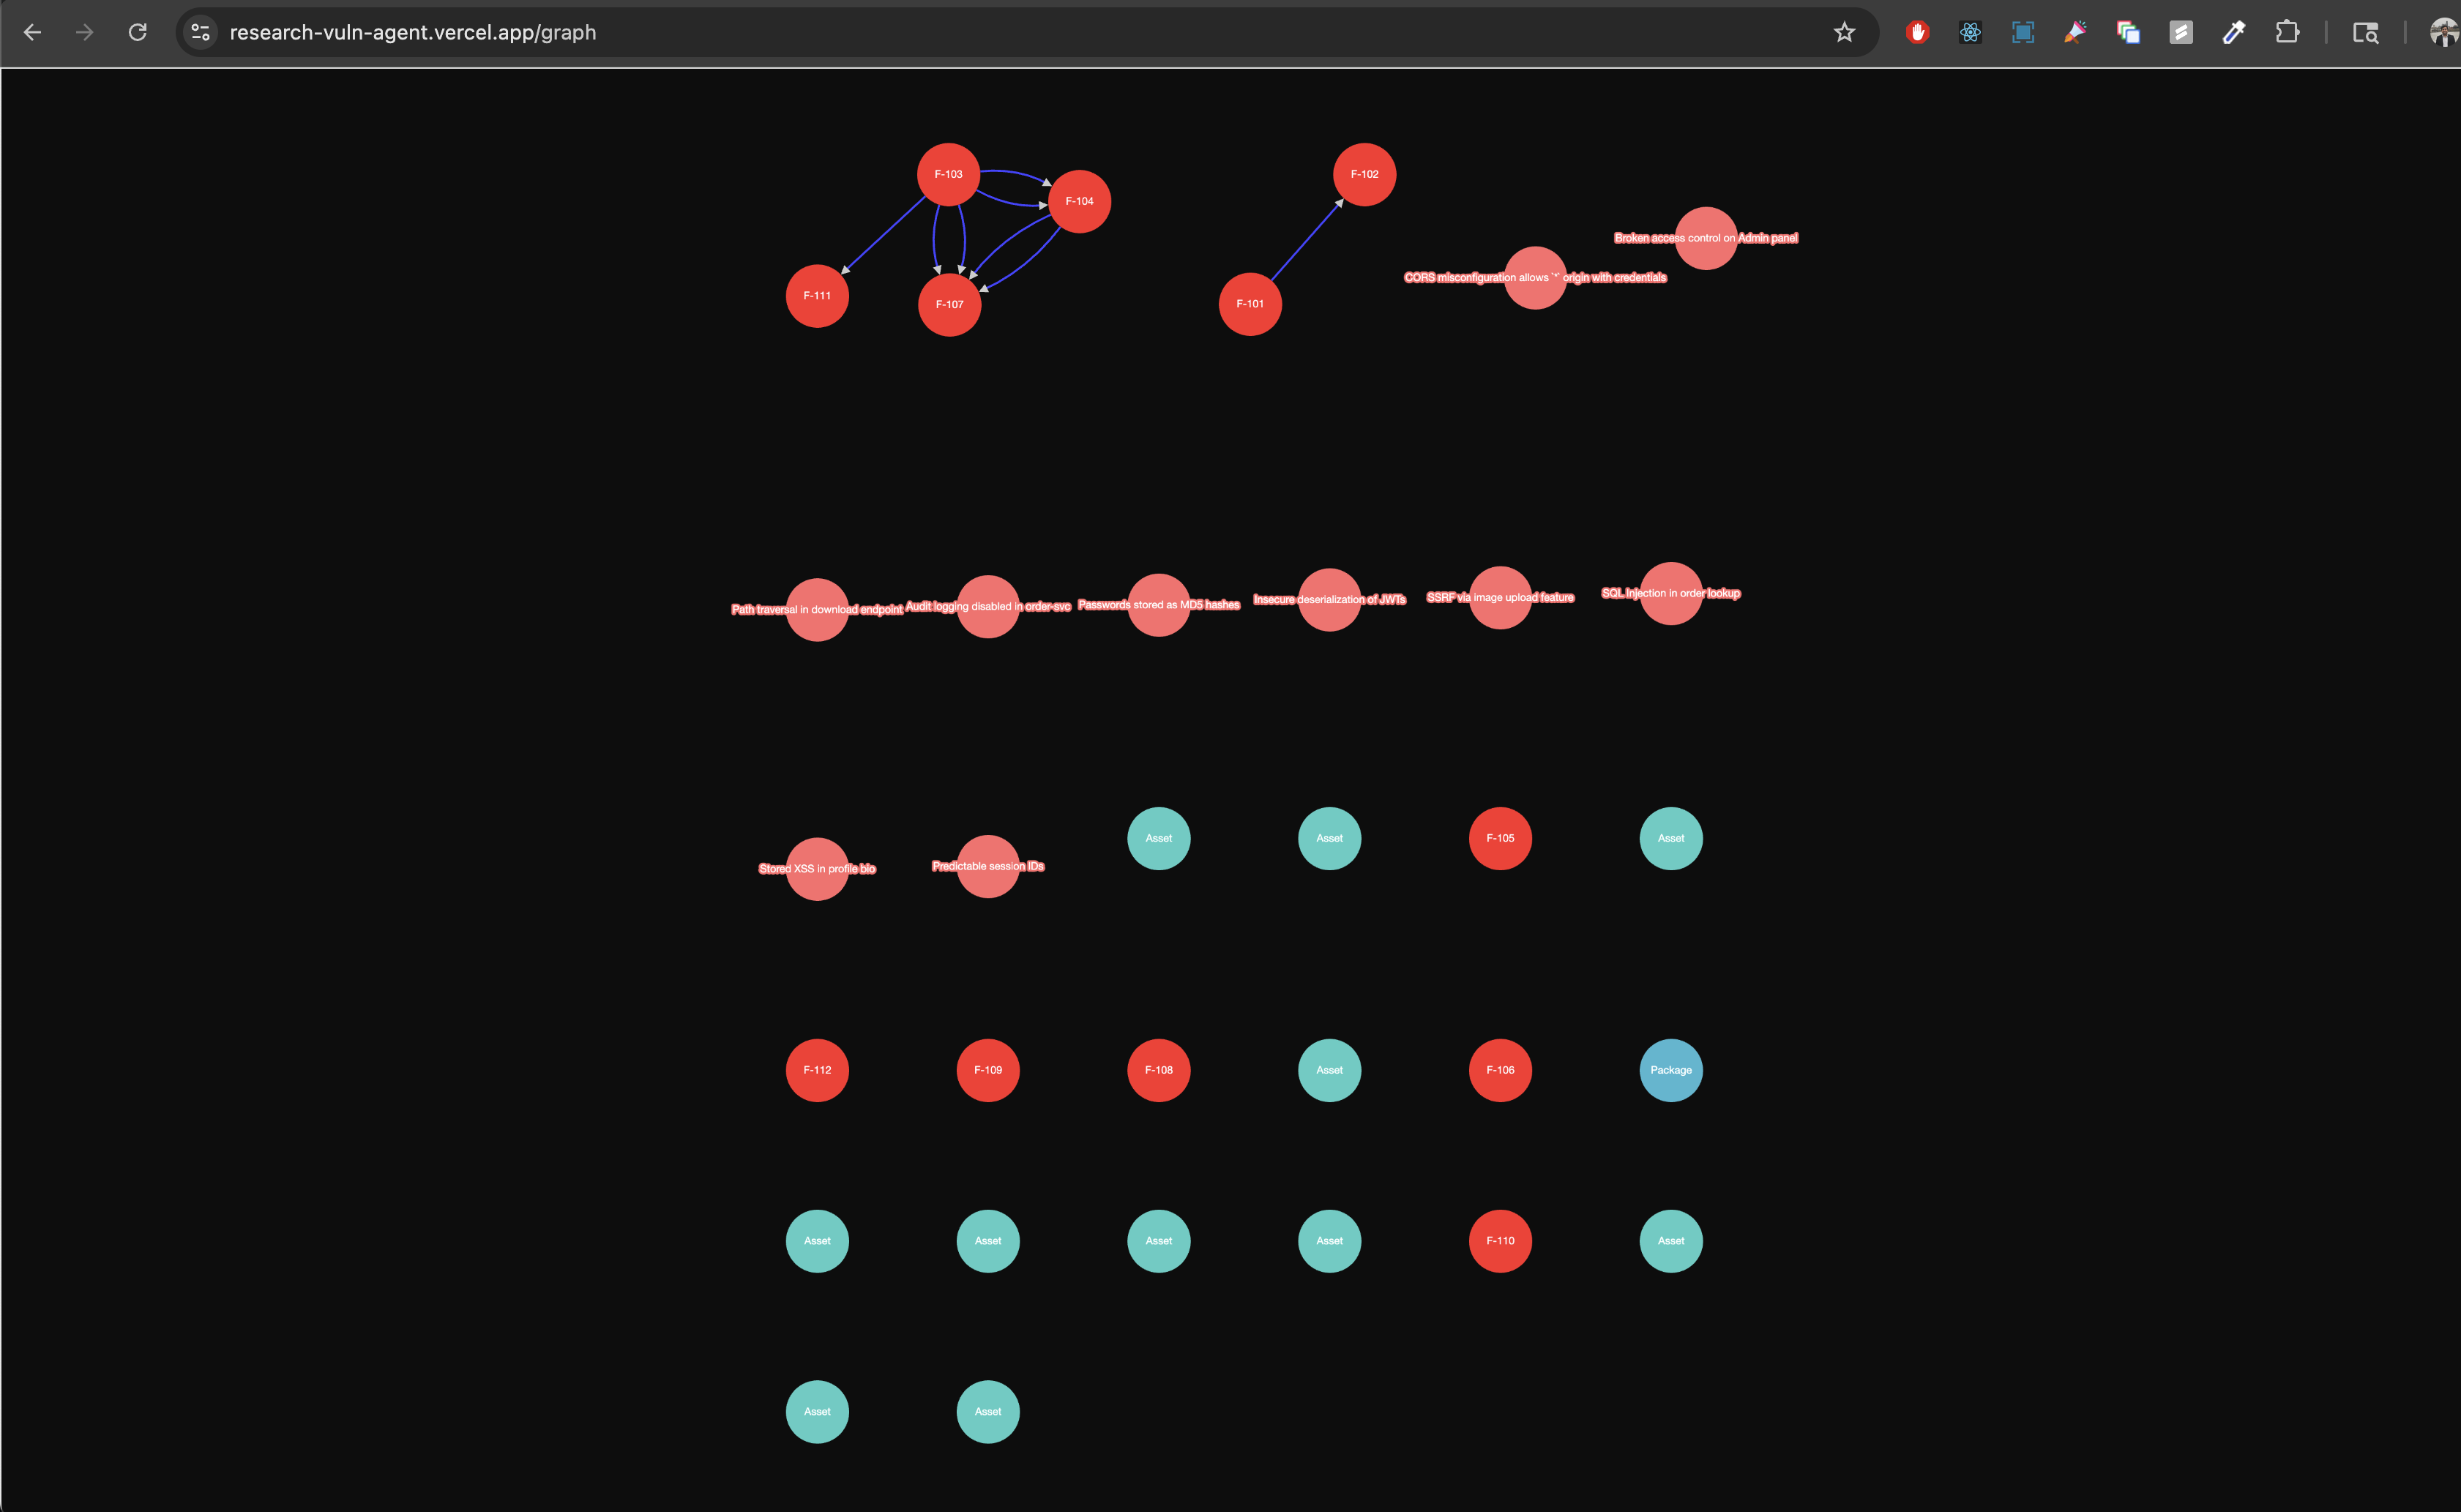 research-vuln-agent.vercel.app/graph
F-103
F-102
F-104
Broken access control on Admin panel
CORS misconfiguration allows `*` origin with credentials
F-111
F-107
F-101
Path traversal in download endpoint
Audit logging disabled in order-svc
Passwords stored as MD5 hashes
Insecure deserialization of JWTs
SSRF via image upload feature
SQL Injection in order lookup
Stored XSS in profile bio
Predictable session IDs
Asset
Asset
F-105
Asset
F-112
F-109
F-108
Asset
F-106
Package
Asset
Asset
Asset
Asset
F-110
Asset
Asset
Asset